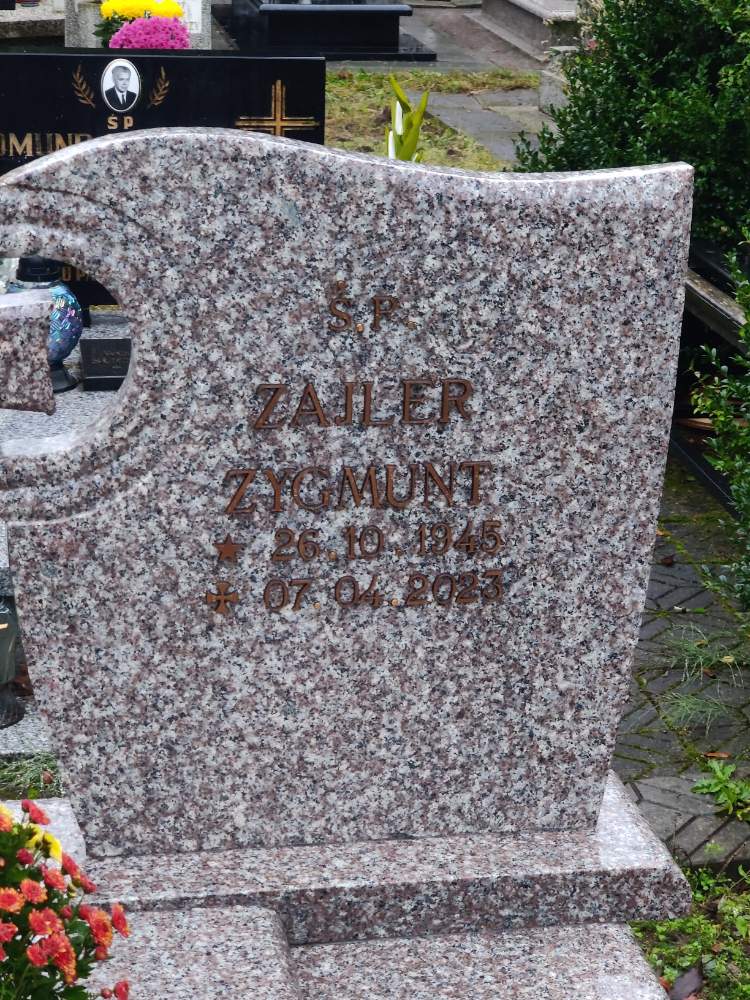 Ś P
Ś.P.
ZAJLER
ZYGMUNT
26.10.1945
07.04.2023